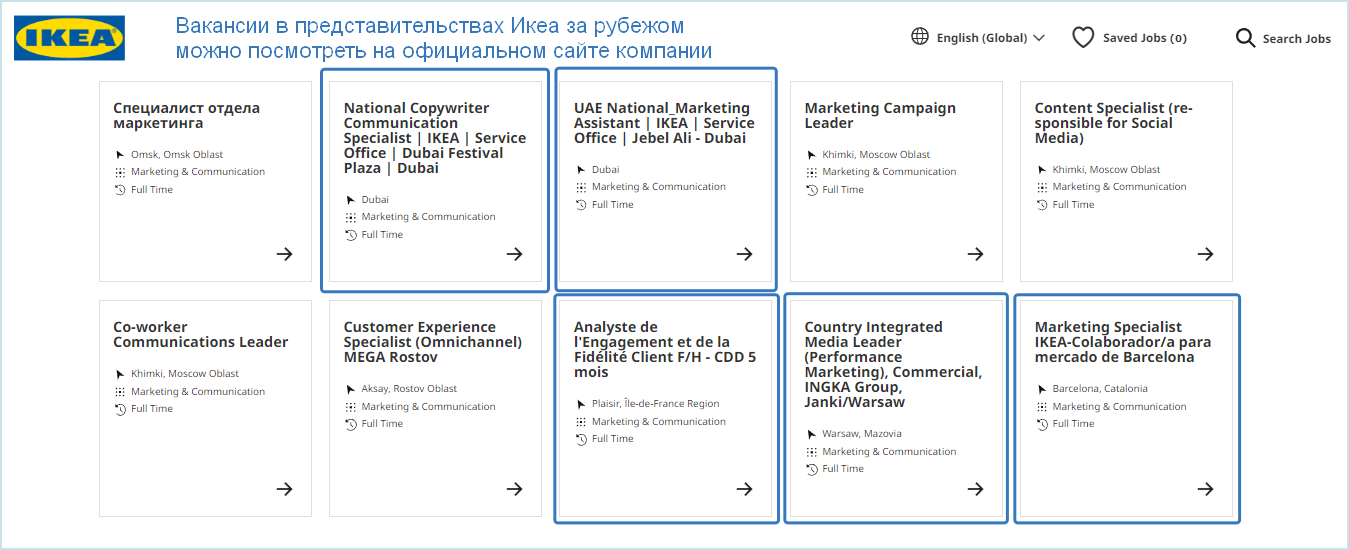 IKEA
Вакансии в представительствах Икеа за рубежом
можно посмотреть на официальном сайте компании
English (Global)
Saved Jobs (0)
Search Jobs
Специалист отдела
маркетинга
Omsk, Omsk Oblast
Marketing & Communication
Full Time
National Copywriter
Communication
Specialist | IKEA | Service
Office | Dubai Festival
Plaza | Dubai
Dubai
Marketing & Communication
Full Time
UAE National Marketing
Assistant | IKEA | Service
Office | Jebel Ali - Dubai
Dubai
Marketing & Communication
Full Time
Marketing Campaign
Leader
Khimki, Moscow Oblast
Marketing & Communication
Full Time
Content Specialist (re-
sponsible for Social
Media)
Khimki, Moscow Oblast
Marketing & Communication
Full Time
Co-worker
Communications Leader
Khimki, Moscow Oblast
Marketing & Communication
Full Time
Customer Experience
Specialist (Omnichannel)
MEGA Rostov
Aksay, Rostov Oblast
Marketing & Communication
Full Time
Analyste de
l'Engagement et de la
Fidélité Client F/H - CDD 5
mois
Plaisir, Île-de-France Region
Marketing & Communication
Full Time
Country Integrated
Media Leader
(Performance
Marketing), Commercial,
INGKA Group,
Janki/Warsaw
Warsaw, Mazovia
Marketing & Communication
Full Time
Marketing Specialist
IKEA-Colaborador/a para
mercado de Barcelona
Barcelona, Catalonia
Marketing & Communication
Full Time